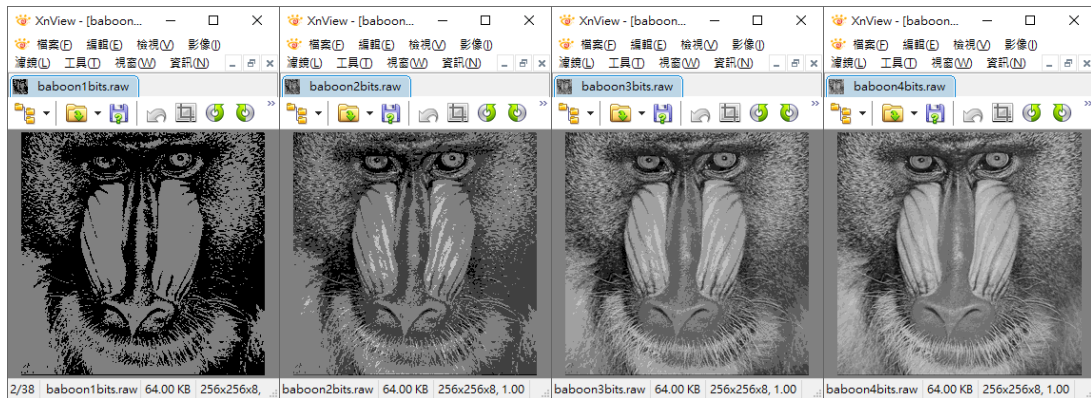 XnView - [baboon...
檔案(F) 編輯(E) 檢視(V) 影像(I)
濾鏡(L) 工具(T) 視窗(W) 資訊(N)
baboon1bits.raw
2/38 baboon1bits.raw 64.00 KB 256x256x8,
XnView - [baboon...
檔案(F) 編輯(E) 檢視(V) 影像(I)
濾鏡(L) 工具(T) 視窗(W) 資訊(N)
baboon2bits.raw
baboon2bits.raw 64.00 KB 256x256x8, 1.00
XnView - [baboon...
檔案(F) 編輯(E) 檢視(V) 影像(I)
濾鏡(L) 工具(T) 視窗(W) 資訊(N)
baboon3bits.raw
baboon3bits.raw 64.00 KB 256x256x8, 1.00
XnView - [baboon...
檔案(F) 編輯(E) 檢視(V) 影像(I)
濾鏡(L) 工具(T) 視窗(W) 資訊(N)
baboon4bits.raw
baboon4bits.raw 64.00 KB 256x256x8, 1.00